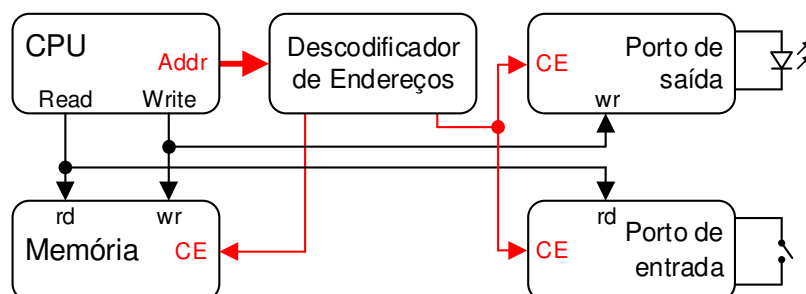 CPU
Addr
Read
Write
Descodificador
de Endereços
CE
Porto de
saída
wr
rd
wr
Memória
CE
rd
CE
Porto de
entrada